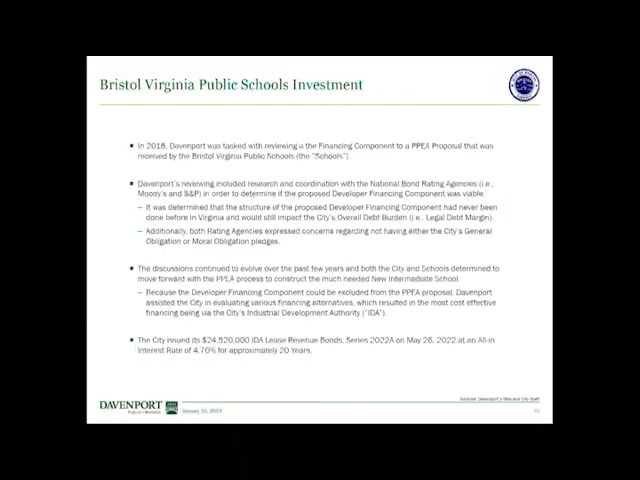 Bristol Virginia Public Schools Investment
In 2018, Davenport was tasked with reviewing a the Financing Component to a PPEA Proposal that was
received by the Bristol Virginia Public Schools (the "Schools").
Davenport's reviewing included research and coordination with the National Bond Rating Agencies (i.e.,
Moody's and S&P) in order to determine if the proposed Developer Financing Component was viable.
– It was determined that the structure of the proposed Developer Financing Component had never been
done before in Virginia and would still impact the City's Overall Debt Burden (i.e., Legal Debt Margin).
– Additionally, both Rating Agencies expressed concerns regarding not having either the City's General
Obligation or Moral Obligation pledges.
The discussions continued to evolve over the past few years and both the City and Schools determined to
move forward with the PPEA process to construct the much needed New Intermediate School
– Because the Developer Financing Component could be excluded from the PPEA proposal, Davenport
assisted the City in evaluating various financing alternatives, which resulted in the most cost effective
financing being via the City's Industrial Development Authority ("IDA").
The City issued its $24,520,000 IDA Lease Revenue Bonds, Series 2022A on May 26, 2022 at an All-in
Interest Rate of 4.70% for approximately 20 Years.
DAVENPORT
PUBLIC FINANCE
January 10, 2023